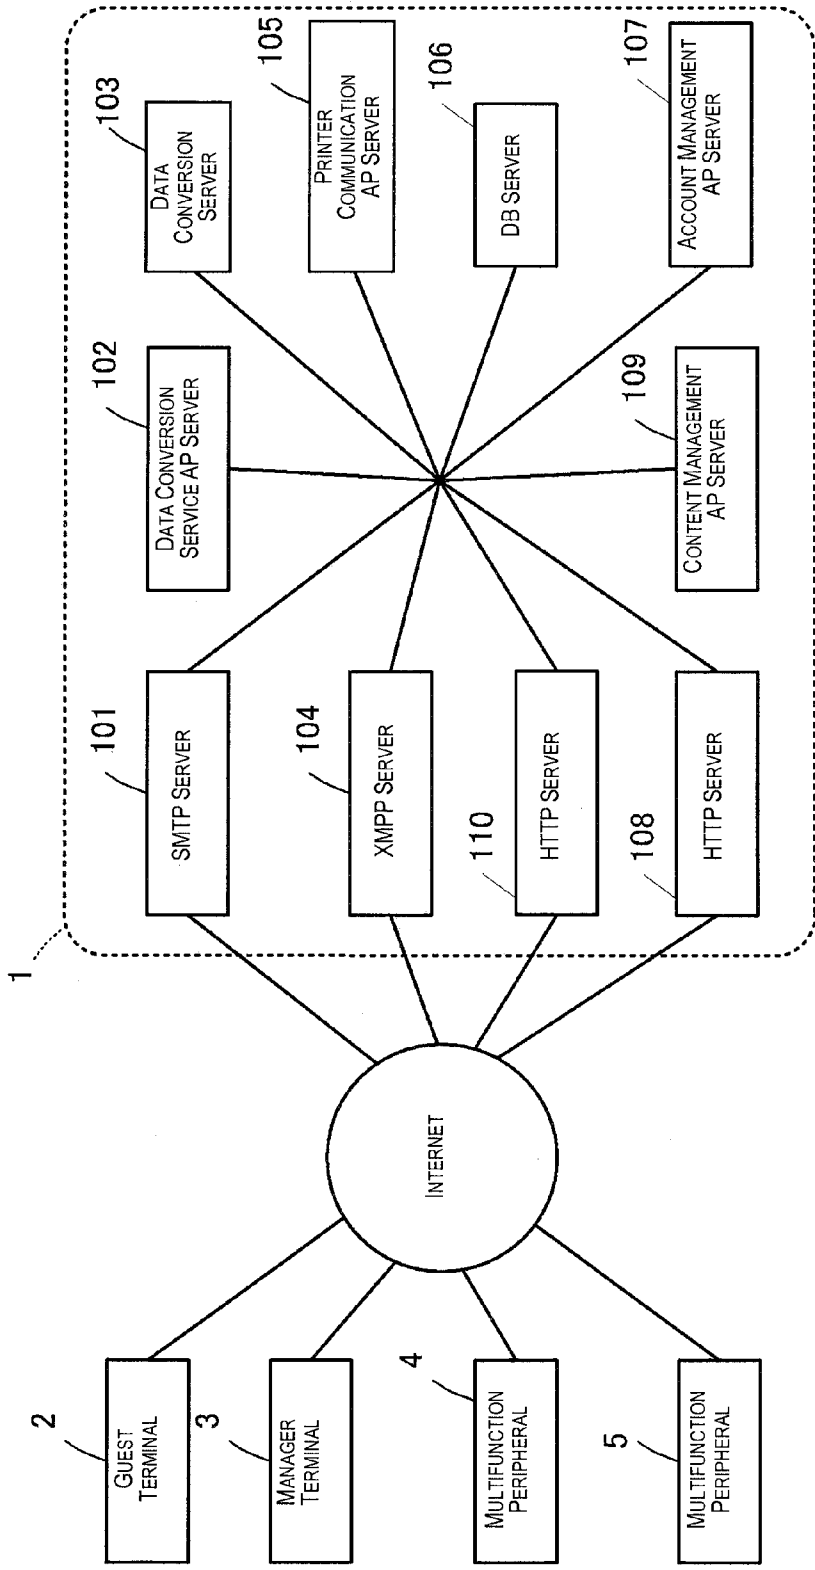 1
101
SMTP SERVER
102
DATA CONVERSION
SERVICE AP SERVER
103
DATA
CONVERSION
SERVER
104
XMPP SERVER
105
PRINTER
COMMUNICATION
AP SERVER
110
HTTP SERVER
106
DB SERVER
108
HTTP SERVER
109
CONTENT MANAGEMENT
AP SERVER
107
ACCOUNT MANAGEMENT
AP SERVER
INTERNET
2
GUEST
TERMINAL
3
MANAGER
TERMINAL
4
MULTIFUNCTION
PERIPHERAL
5
MULTIFUNCTION
PERIPHERAL